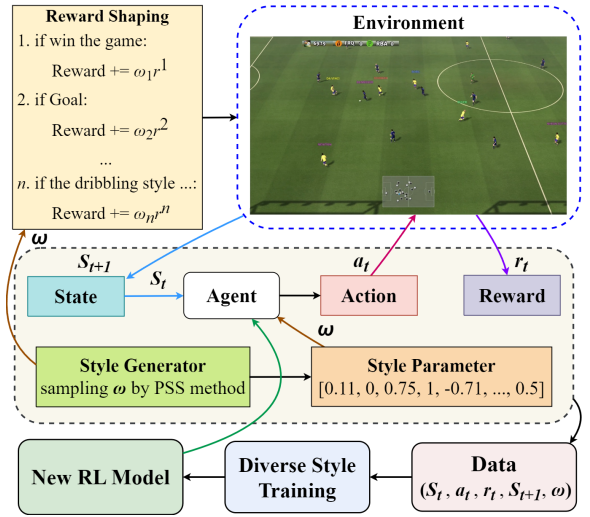 Reward Shaping
1. if win the game:
Reward += ω₁r¹
2. if Goal:
Reward += ω₂r²
...
n. if the dribbling style ...:
Reward += ωₙrⁿ
Environment
ω
Sₜ₊₁
Sₜ
aₜ
rₜ
State
Agent
Action
Reward
ω
Style Generator
sampling ω by PSS method
Style Parameter
[0.11, 0, 0.75, 1, -0.71, ..., 0.5]
New RL Model
Diverse Style
Training
Data
(Sₜ, aₜ, rₜ, Sₜ₊₁, ω)